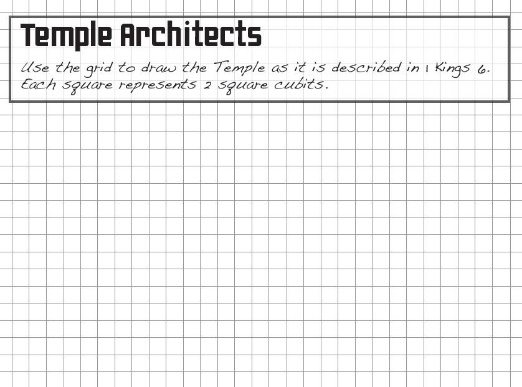 Temple Architects
Use the grid to draw the Temple as it is described in 1 Kings 6.
Each square represents 2 square cubits.